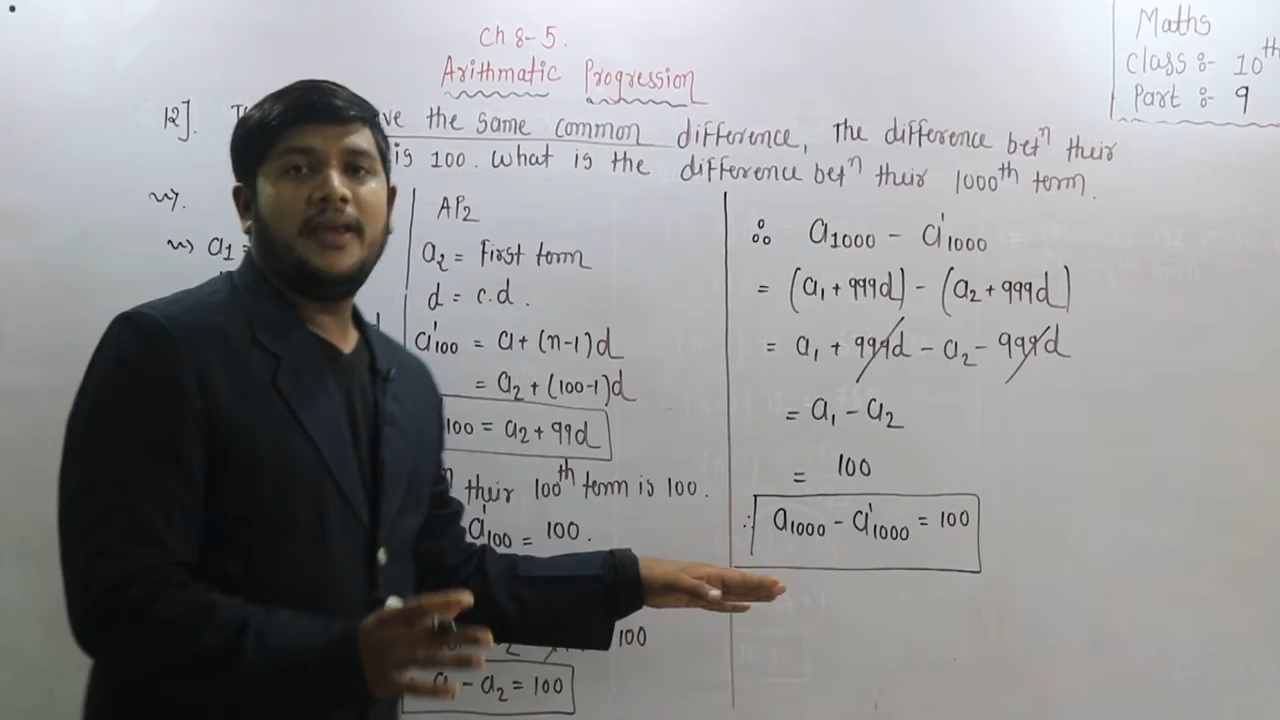 Ch 8-5.
Arithmatic Progression
Maths
Class :- 10th
Part :- 9
12]. the same common difference, The difference betⁿ their
is 100. What is the difference betⁿ their 1000th term.
a1 =
AP2
a2 = First term
d = c.d.
a'100 = a + (n-1)d
= a2 + (100-1)d
100 = a2 + 99d
their 100th term is 100.
a'100 = 100.
100
a1 - a2 = 100
∴ a1000 - a'1000
= (a1 + 999d) - (a2 + 999d)
= a1 + 999d - a2 - 999d
= a1 - a2
= 100
∴ a1000 - a'1000 = 100